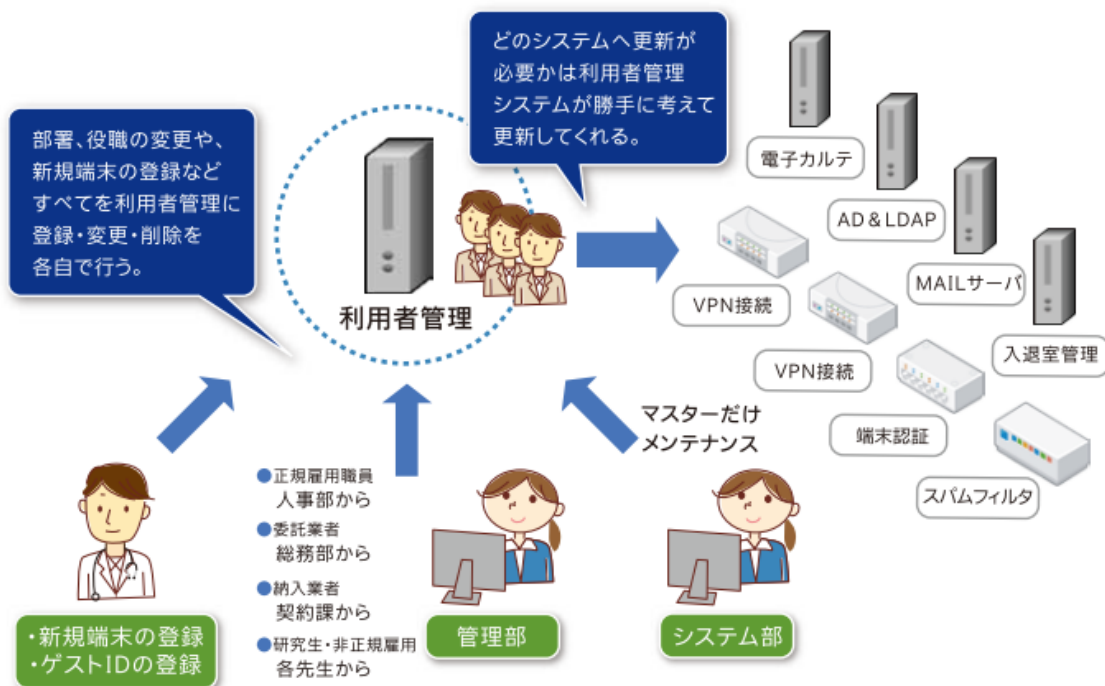 どのシステムへ更新が
必要かは利用者管理
システムが勝手に考えて
更新してくれる。
部署、役職の変更や、
新規端末の登録など
すべてを利用者管理に
登録・変更・削除を
各自で行う。
利用者管理
電子カルテ
AD&LDAP
MAILサーバ
入退室管理
VPN接続
VPN接続
端末認証
スパムフィルタ
マスターだけ
メンテナンス
●正規雇用職員
人事部から
●委託業者
総務部から
●納入業者
契約課から
●研究生・非正規雇用
各先生から
・新規端末の登録
・ゲストIDの登録
管理部
システム部